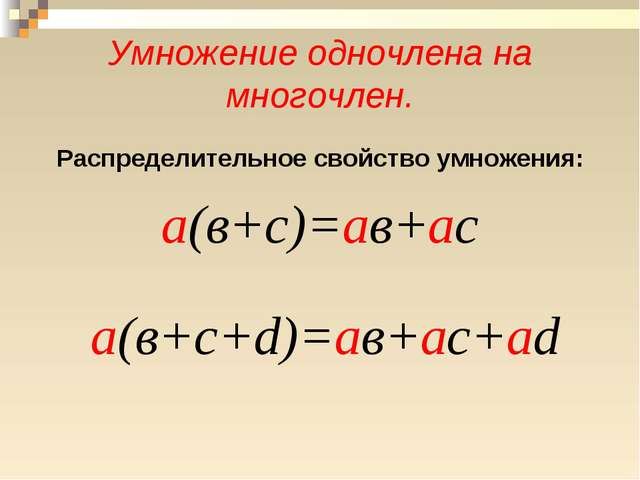 Умножение одночлена на
многочлен.
Распределительное свойство умножения:
а(в+с)=ав+ас
а(в+с+d)=ав+ас+аd